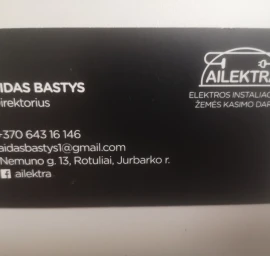 IDAS BASTYS
irektorius
+370 643 16 146
aidasbastys1@gmail.com
Nemuno g. 13, Rotuliai, Jurbarko r.
ailektra
AILEKTRA
ELEKTROS INSTALIAC
ŽEMĖS KASIMO DAR